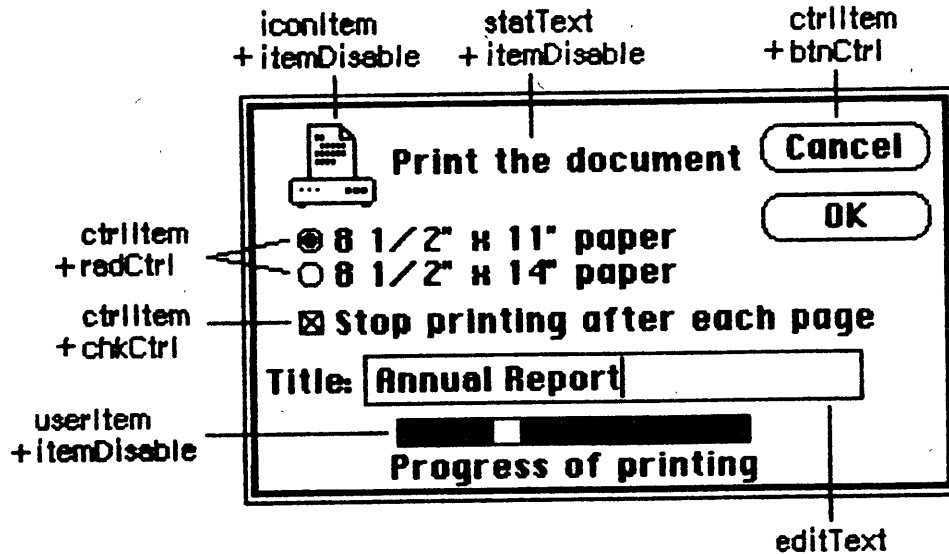 iconItem
+ itemDisable
statText
+ itemDisable
ctrlItem
+ btnCtrl
Print the document
Cancel
OK
ctrlItem
+ radCtrl
8 1/2" x 11" paper
8 1/2" x 14" paper
ctrlItem
+ chkCtrl
Stop printing after each page
Title: Annual Report
userItem
+ itemDisable
Progress of printing
editText